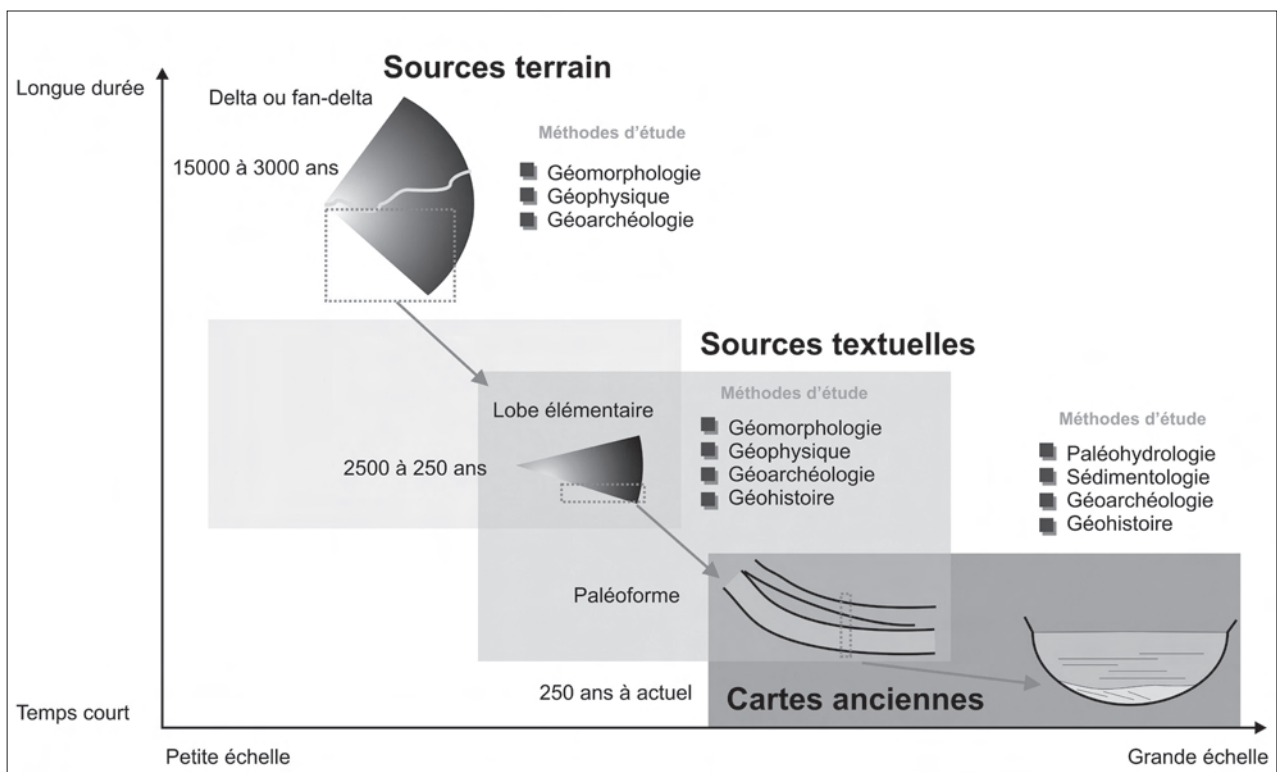 Longue durée
Sources terrain
Delta ou fan-delta
15000 à 3000 ans
Méthodes d'étude
Géomorphologie
Géophysique
Géoarchéologie
Sources textuelles
Lobe élémentaire
2500 à 250 ans
Méthodes d'étude
Géomorphologie
Géophysique
Géoarchéologie
Géohistoire
Méthodes d'étude
Paléohydrologie
Sédimentologie
Géoarchéologie
Géohistoire
Paléoforme
250 ans à actuel
Cartes anciennes
Temps court
Petite échelle
Grande échelle